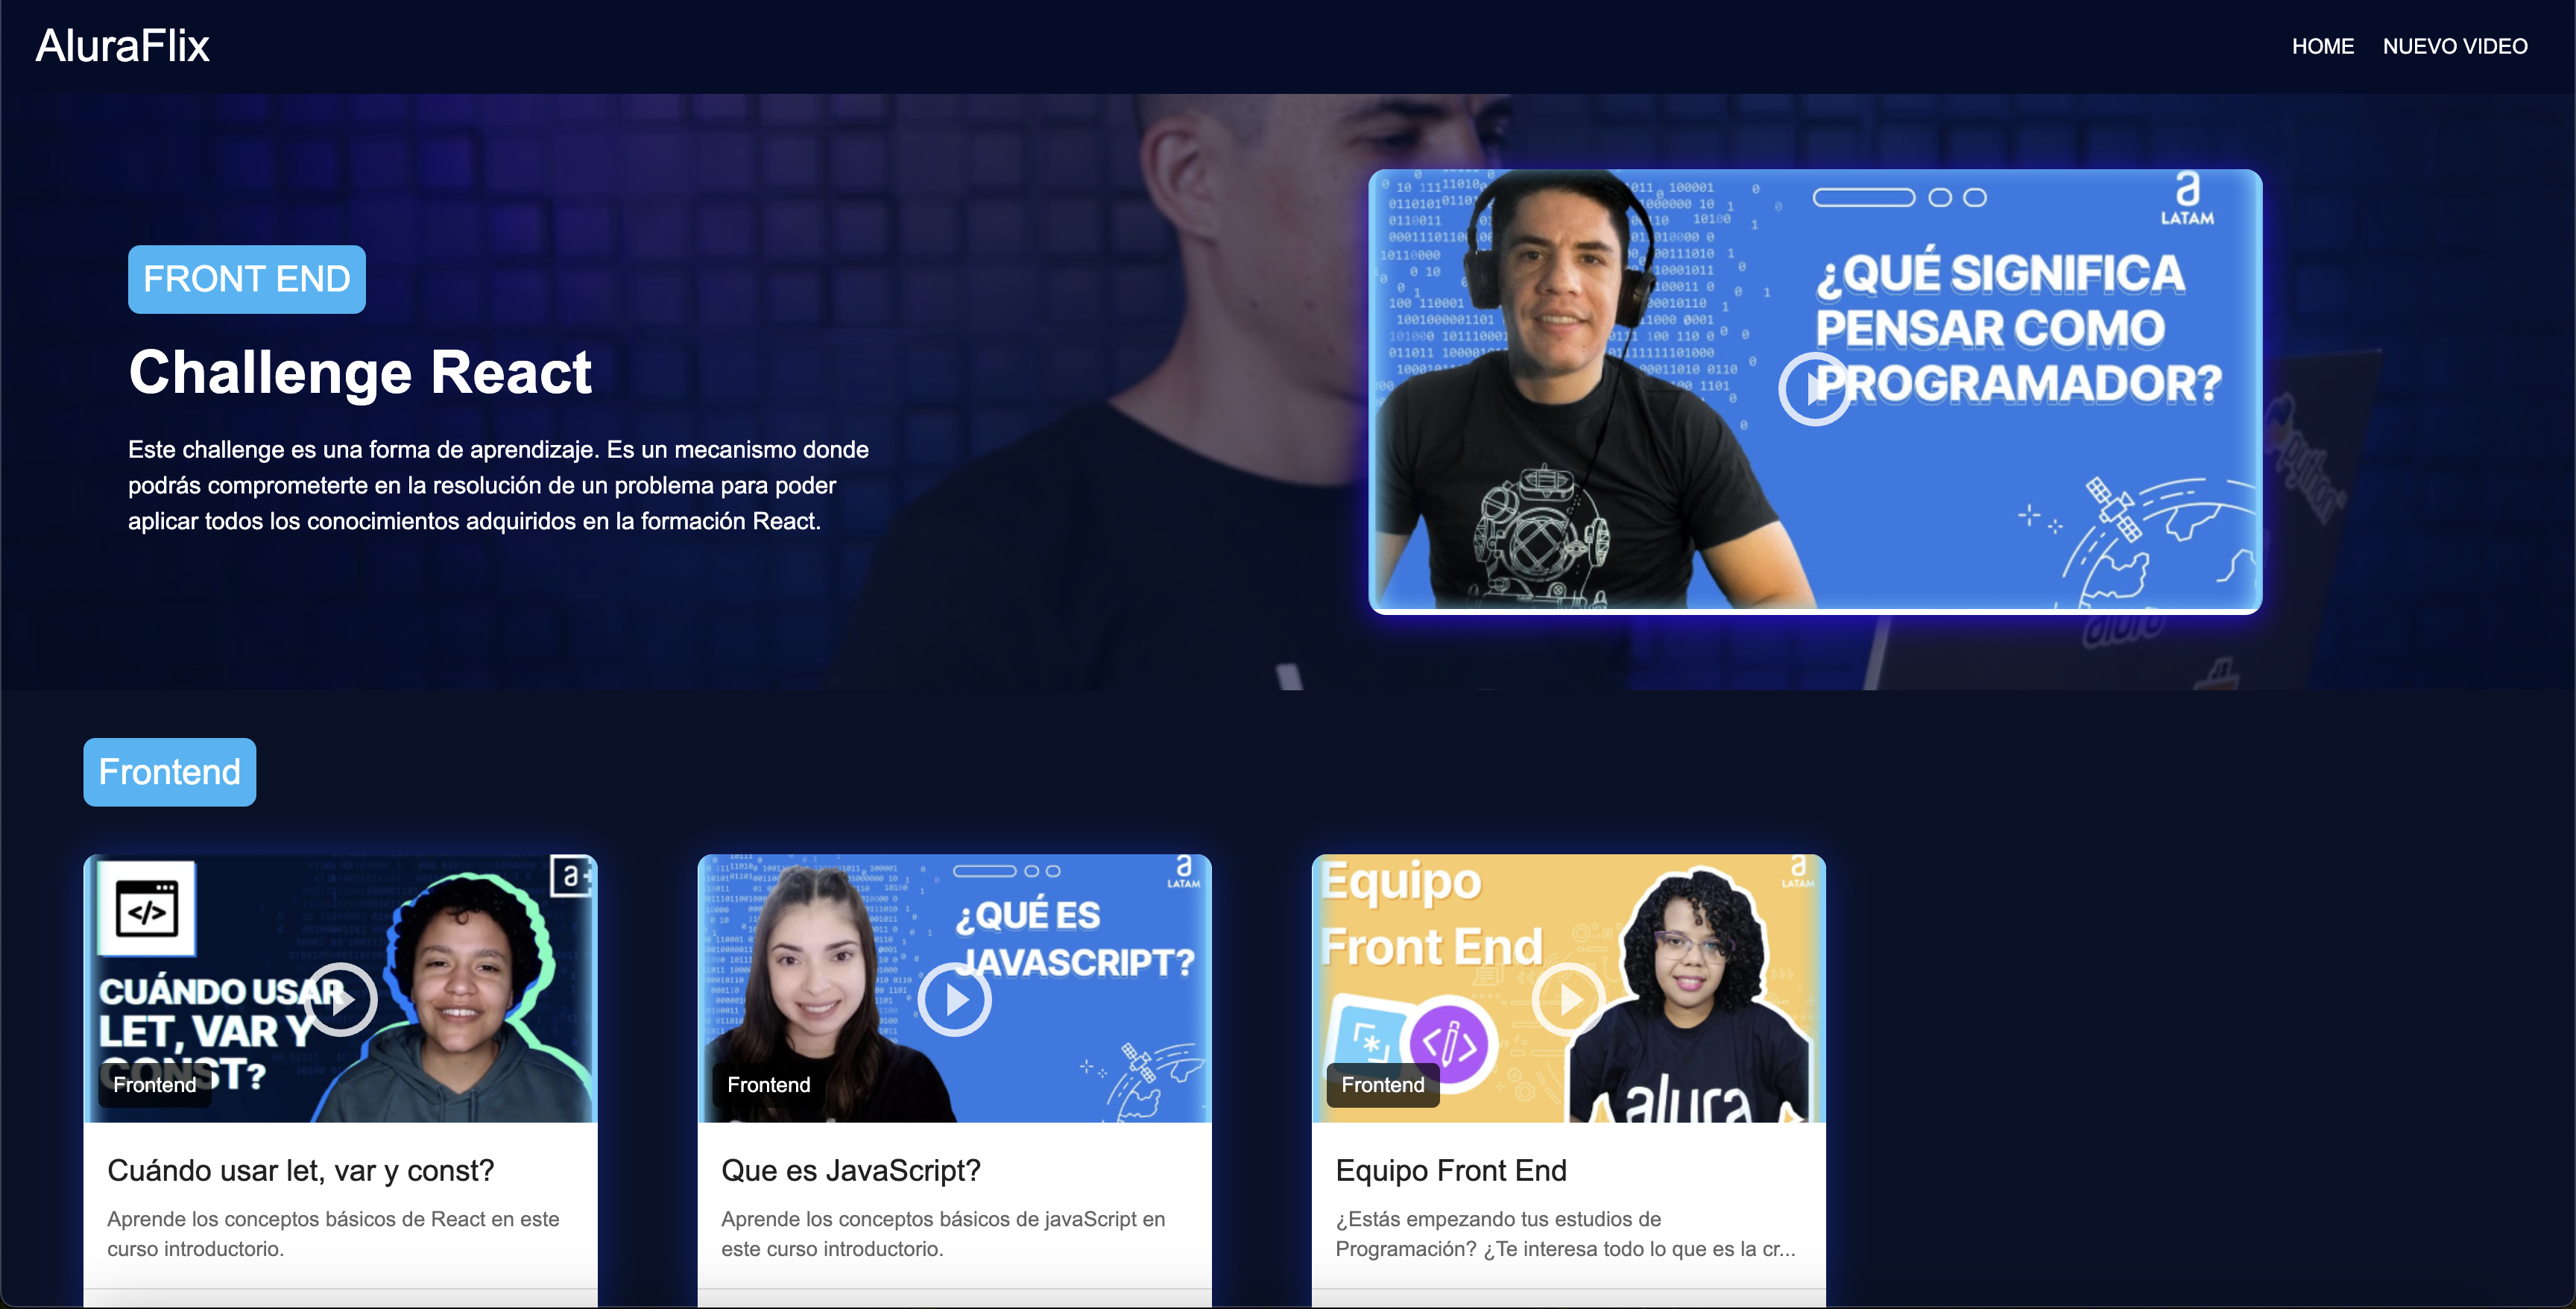 AluraFlix
HOME NUEVO VIDEO
FRONT END
Challenge React
Este challenge es una forma de aprendizaje. Es un mecanismo donde
podrás comprometerte en la resolución de un problema para poder
aplicar todos los conocimientos adquiridos en la formación React.
a
LATAM
¿QUÉ SIGNIFICA
PENSAR COMO
PROGRAMADOR?
python
alura
Frontend
a+
</>
CUÁNDO USAR
LET, VAR Y
CONST?
Frontend
Cuándo usar let, var y const?
Aprende los conceptos básicos de React en este
curso introductorio.
a
LATAM
¿QUÉ ES
JAVASCRIPT?
Frontend
Que es JavaScript?
Aprende los conceptos básicos de javaScript en
este curso introductorio.
Equipo
Front End
a
LATAM
alura
Frontend
Equipo Front End
¿Estás empezando tus estudios de
Programación? ¿Te interesa todo lo que es la cr...